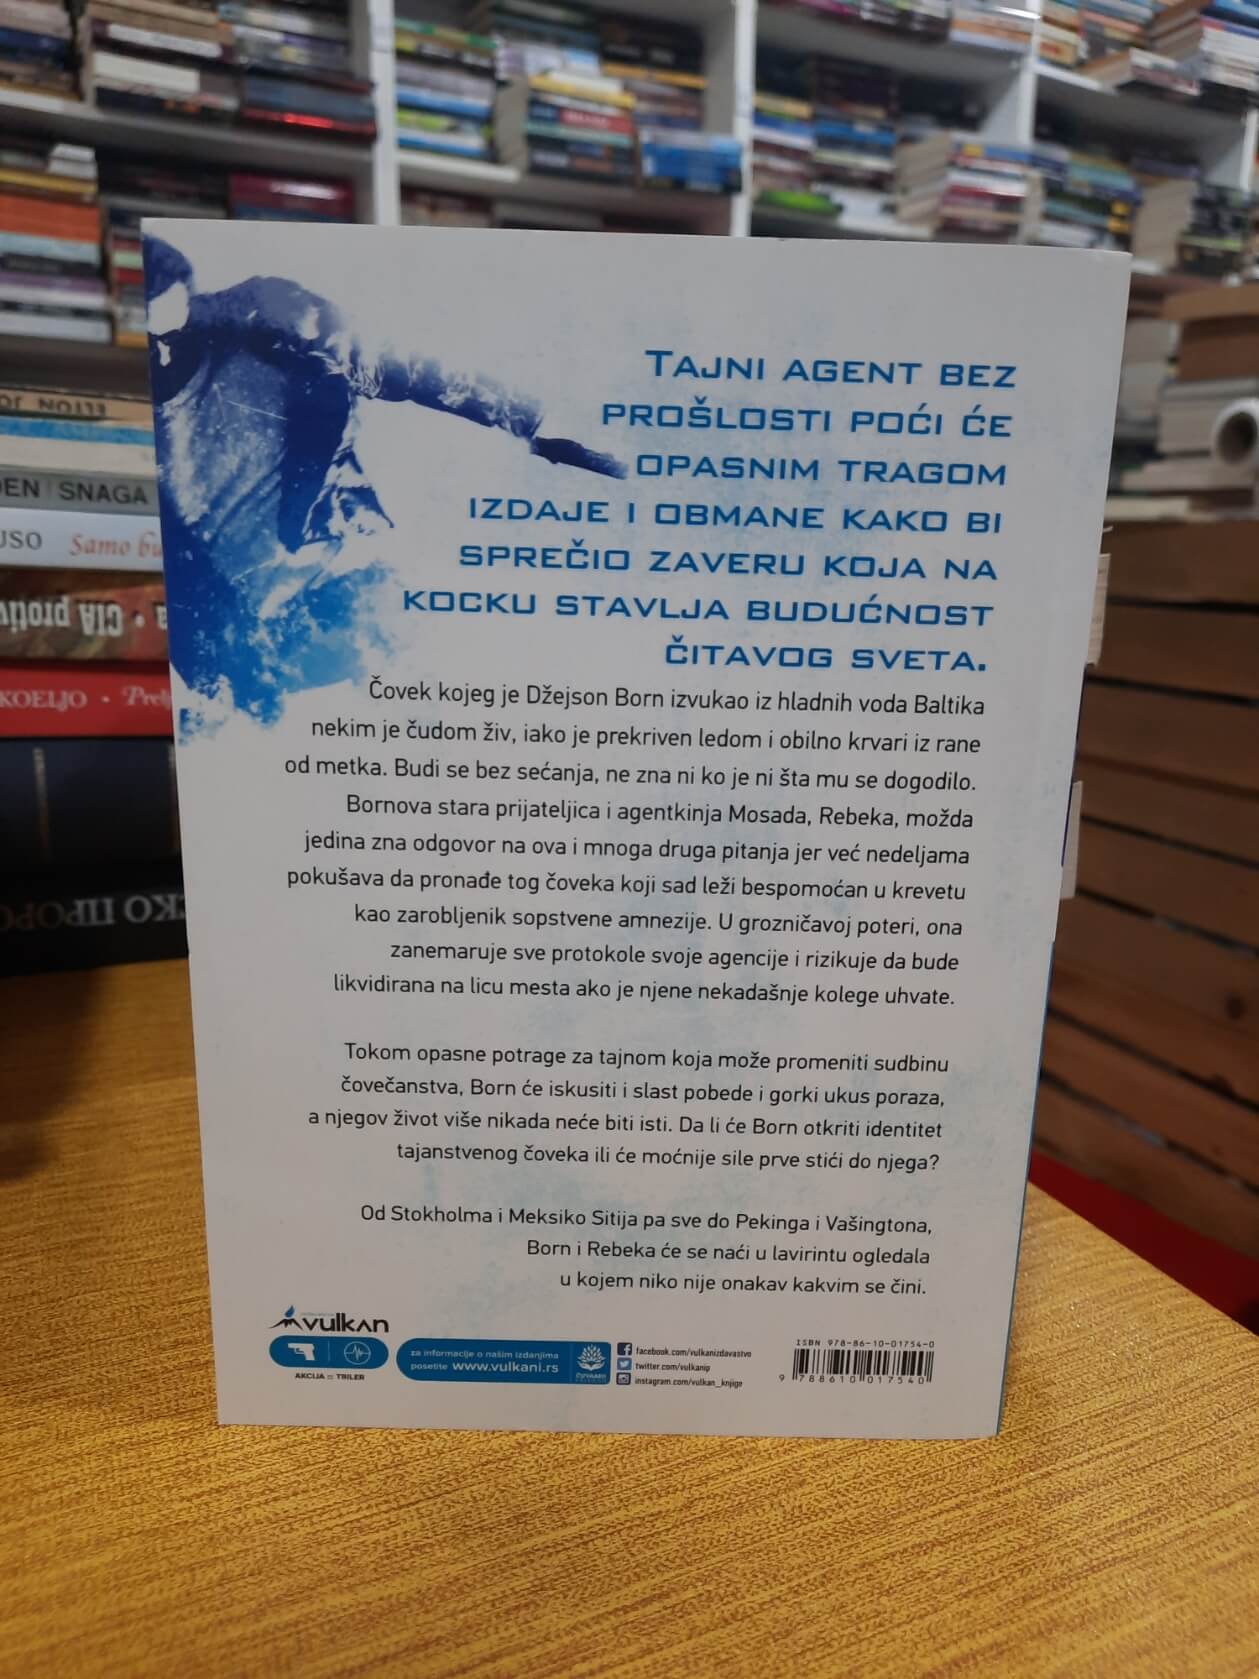 TAJNI AGENT BEZ
PROŠLOSTI POĆI ĆE
OPASNIM TRAGOM
IZDAJE I OBMANE KAKO BI
SPREČIO ZAVERU KOJA NA
KOCKU STAVLJA BUDUĆNOST
ČITAVOG SVETA.
Čovek kojeg je Džejson Born izvukao iz hladnih voda Baltika
nekim je čudom živ, iako je prekriven ledom i obilno krvari iz rane
od metka. Budi se bez sećanja, ne zna ni ko je ni šta mu se dogodilo.
Bornova stara prijateljica i agentkinja Mosada, Rebeka, možda
jedina zna odgovor na ova i mnoga druga pitanja jer već nedeljama
pokušava da pronađe tog čoveka koji sad leži bespomoćan u krevetu
kao zarobljenik sopstvene amnezije. U grozničavoj poteri, ona
zanemaruje sve protokole svoje agencije i rizikuje da bude
likvidirana na licu mesta ako je njene nekadašnje kolege uhvate.
Tokom opasne potrage za tajnom koja može promeniti sudbinu
čovečanstva, Born će iskusiti i slast pobede i gorki ukus poraza,
a njegov život više nikada neće biti isti. Da li će Born otkriti identitet
tajanstvenog čoveka ili će moćnije sile prve stići do njega?
Od Stokholma i Meksiko Sitija pa sve do Pekinga i Vašingtona,
Born i Rebeka će se naći u lavirintu ogledala
u kojem niko nije onakav kakvim se čini.
vulkan
AKCIJA :: TRILER
za informacije o našim izdanjima
posetite www.vulkani.rs
facebook.com/vulkanizdavastvo
twitter.com/vulkanip
instagram.com/vulkan_knjige
ISBN 978-86-10-01754-0
9 788610 017540
SNAGA
USO Samo
CIA protiv
KOELJO •